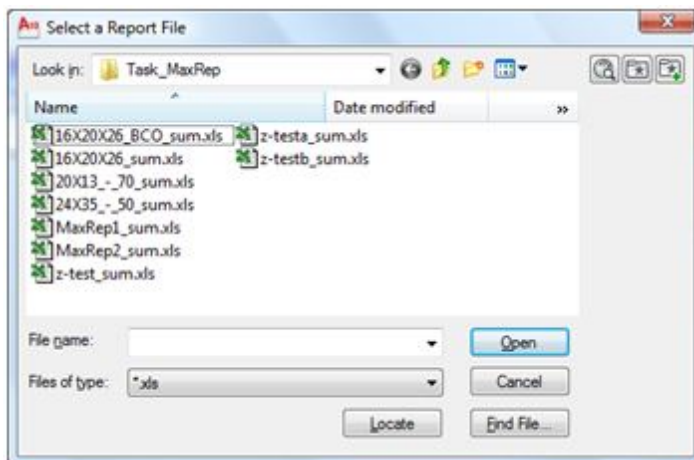 Select a Report File
Look in: Task_MaxRep
Name Date modified »
16X20X26_BCO_sum.xls z-testa_sum.xls
16X20X26_sum.xls z-testb_sum.xls
20X13_-_70_sum.xls
24X35_-_50_sum.xls
MaxRep1_sum.xls
MaxRep2_sum.xls
z-test_sum.xls
File name: Open
Files of type: *.xls Cancel
Locate Find File...